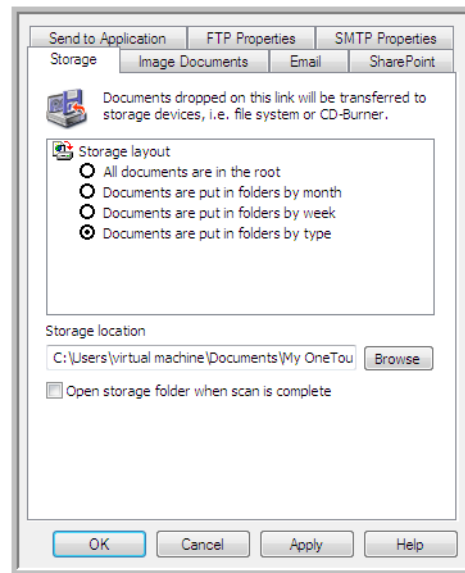 Send to Application FTP Properties SMTP Properties
Storage Image Documents Email SharePoint
Documents dropped on this link will be transferred to
storage devices, i.e. file system or CD-Burner.
Storage layout
All documents are in the root
Documents are put in folders by month
Documents are put in folders by week
Documents are put in folders by type
Storage location
C:\Users\virtual machine\Documents\My OneTou Browse
Open storage folder when scan is complete
OK Cancel Apply Help